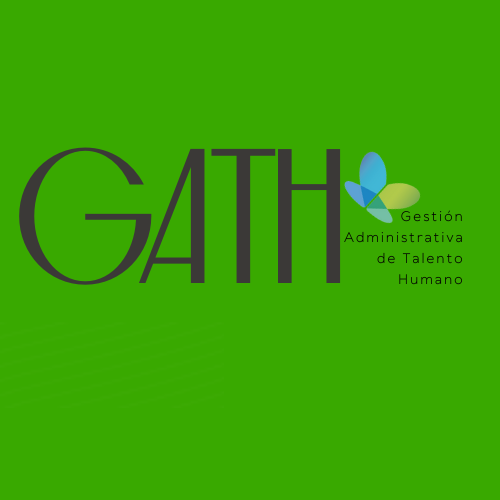 GATH
Gestión
Administrativa
de Talento
Humano